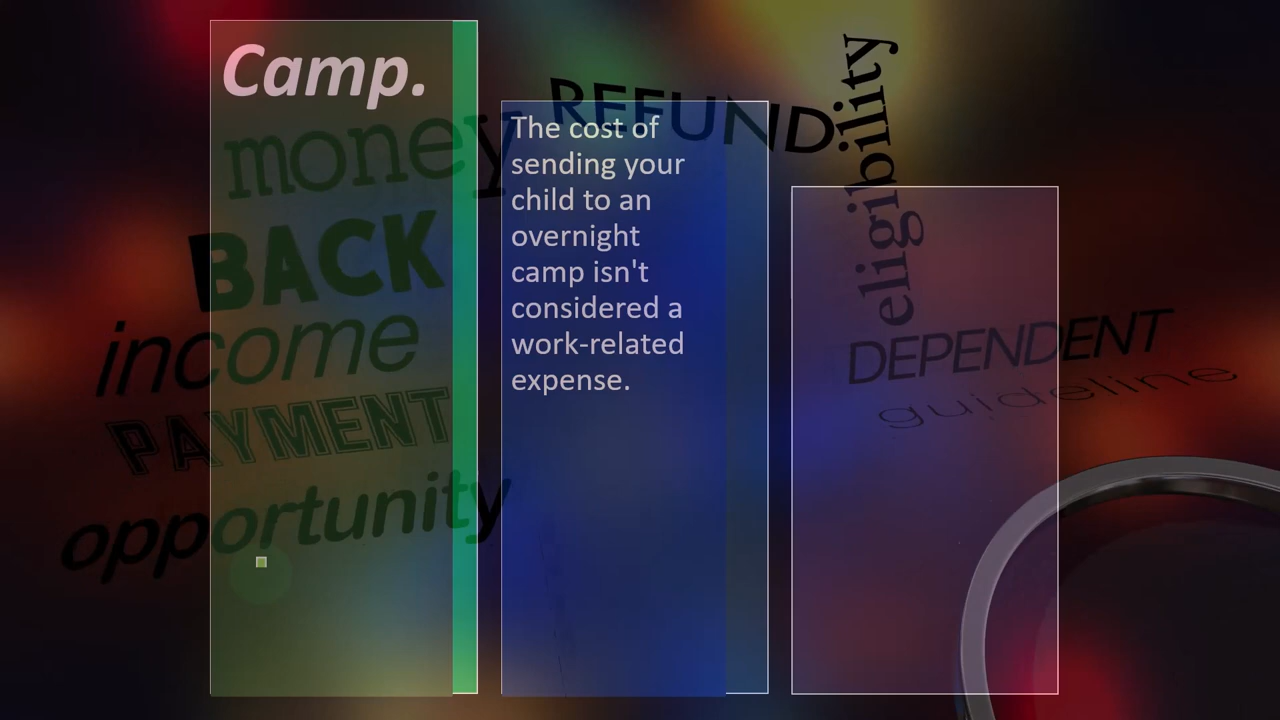 Camp.
money
BACK
income
PAYMENT
opportunity
REFUND
The cost of
sending your
child to an
overnight
camp isn't
considered a
work-related
expense.
eligibility
DEPENDENT
guideline